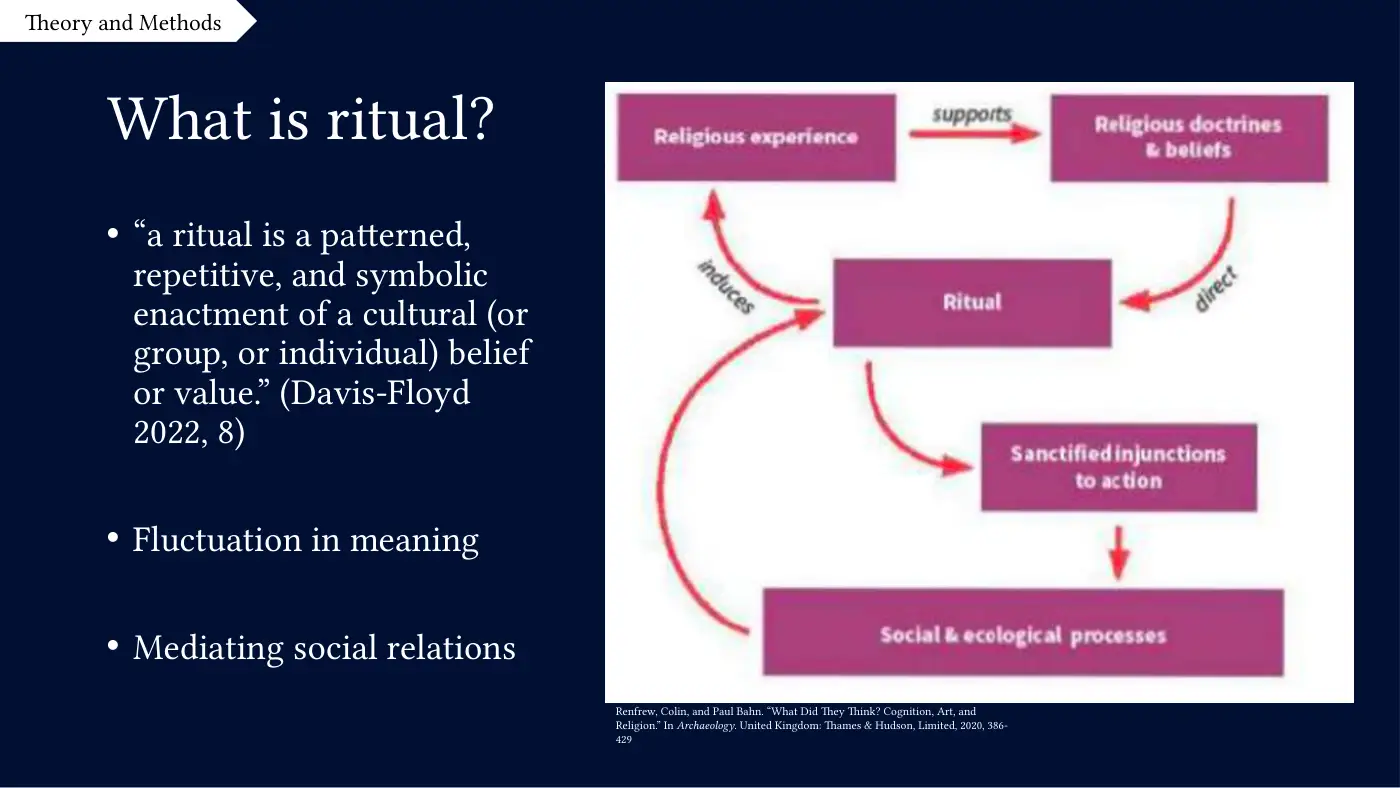 Theory and Methods
What is ritual?
• “a ritual is a patterned,
repetitive, and symbolic
enactment of a cultural (or
group, or individual) belief
or value.” (Davis-Floyd
2022, 8)
• Fluctuation in meaning
• Mediating social relations
Religious experience
supports
Religious doctrines
& beliefs
induces
direct
Ritual
Sanctified injunctions
to action
Social & ecological processes
Renfrew, Colin, and Paul Bahn. “What Did They Think? Cognition, Art, and
Religion.” In Archaeology. United Kingdom: Thames & Hudson, Limited, 2020, 386-
429